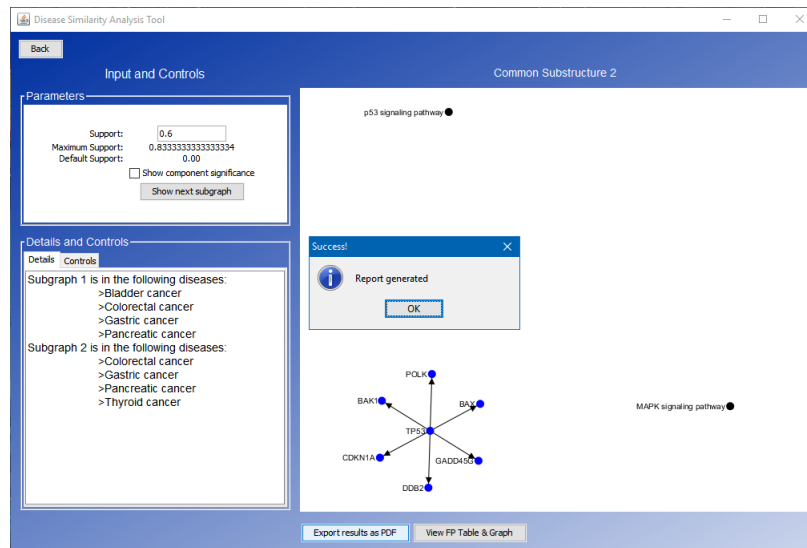 Disease Similarity Analysis Tool
Back
Input and Controls
Parameters
Support: 0.6
Maximum Support: 0.8333333333333334
Default Support: 0.00
Show component significance
Show next subgraph
Details and Controls
Details Controls
Subgraph 1 is in the following diseases:
>Bladder cancer
>Colorectal cancer
>Gastric cancer
>Pancreatic cancer
Subgraph 2 is in the following diseases:
>Colorectal cancer
>Gastric cancer
>Pancreatic cancer
>Thyroid cancer
Common Substructure 2
p53 signaling pathway
Success!
Report generated
OK
POLK
BAK1
BAX
MAPK signaling pathway
TP53
CDKN1A
GADD45G
DDB2
Export results as PDF
View FP Table & Graph